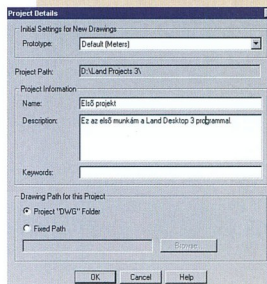 Project Details
Initial Settings for New Drawings
Prototype: Default (Meters)
Project Path: D:\Land Projects 3\
Project Information
Name: Első projekt
Description: Ez az első munkám a Land Desktop 3 programmal.
Keywords:
Drawing Path for this Project
Project "DWG" Folder
Fixed Path
Browse...
OK Cancel Help